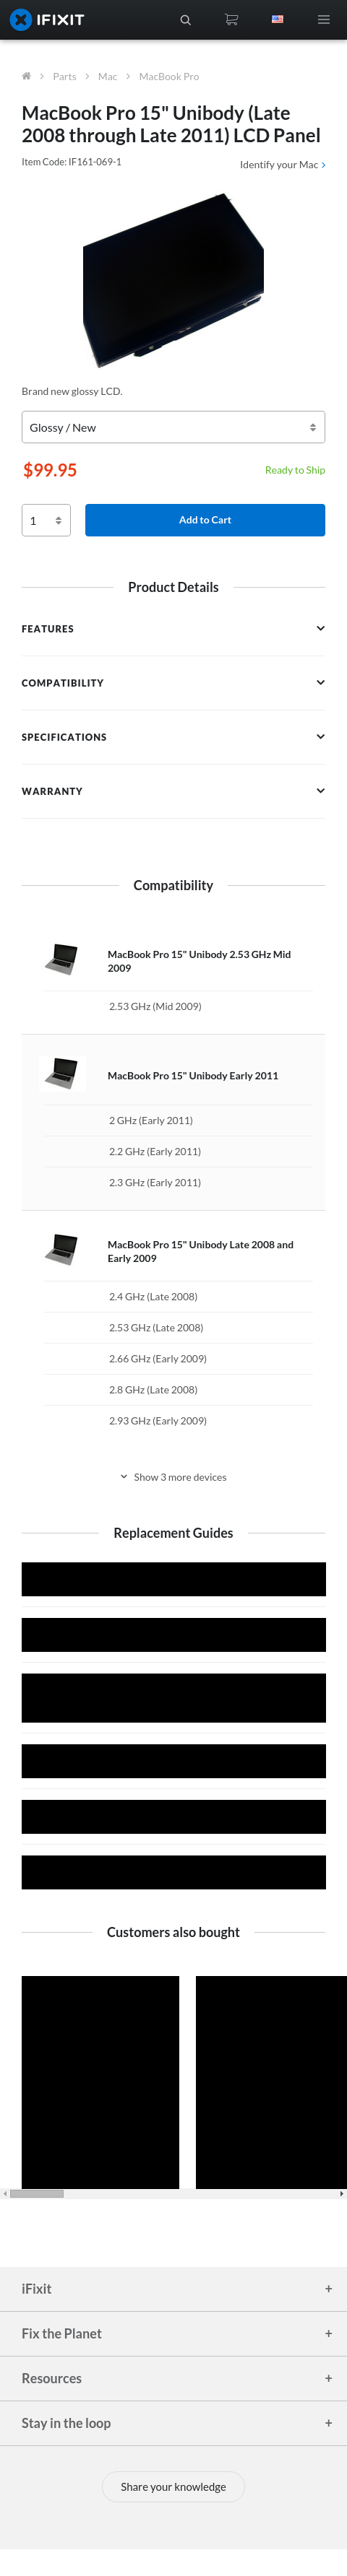 IFIXIT
Parts
Mac
MacBook Pro
MacBook Pro 15" Unibody (Late
2008 through Late 2011) LCD Panel
Item Code: IF161-069-1
Identify your Mac
Brand new glossy LCD.
Glossy / New
$99.95
Ready to Ship
1
Add to Cart
Product Details
FEATURES
COMPATIBILITY
SPECIFICATIONS
WARRANTY
Compatibility
MacBook Pro 15" Unibody 2.53 GHz Mid
2009
2.53 GHz (Mid 2009)
MacBook Pro 15" Unibody Early 2011
2 GHz (Early 2011)
2.2 GHz (Early 2011)
2.3 GHz (Early 2011)
MacBook Pro 15" Unibody Late 2008 and
Early 2009
2.4 GHz (Late 2008)
2.53 GHz (Late 2008)
2.66 GHz (Early 2009)
2.8 GHz (Late 2008)
2.93 GHz (Early 2009)
Show 3 more devices
Replacement Guides
Customers also bought
iFixit
+
Fix the Planet
+
Resources
+
Stay in the loop
+
Share your knowledge